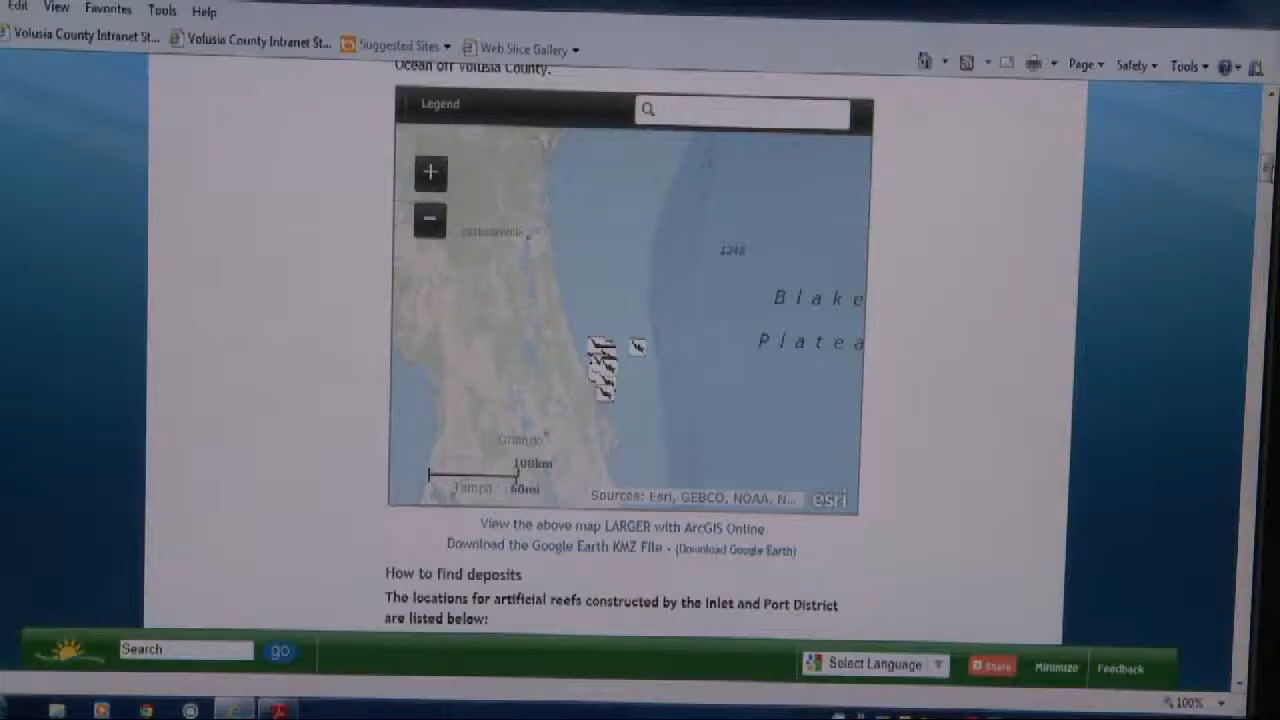 Edit View Favorites Tools Help
Volusia County Intranet St... Volusia County Intranet St... Suggested Sites Web Slice Gallery
Page Safety Tools
Ocean off Volusia County.
Legend
+
−
Jacksonville
1248
Blake
Platea
Orlando
100km
Tampa 60mi
Sources: Esri, GEBCO, NOAA, N... esri
View the above map LARGER with ArcGIS Online
Download the Google Earth KMZ File - (Download Google Earth)
How to find deposits
The locations for artificial reefs constructed by the Inlet and Port District
are listed below:
Search go Select Language Share Minimize Feedback
100%